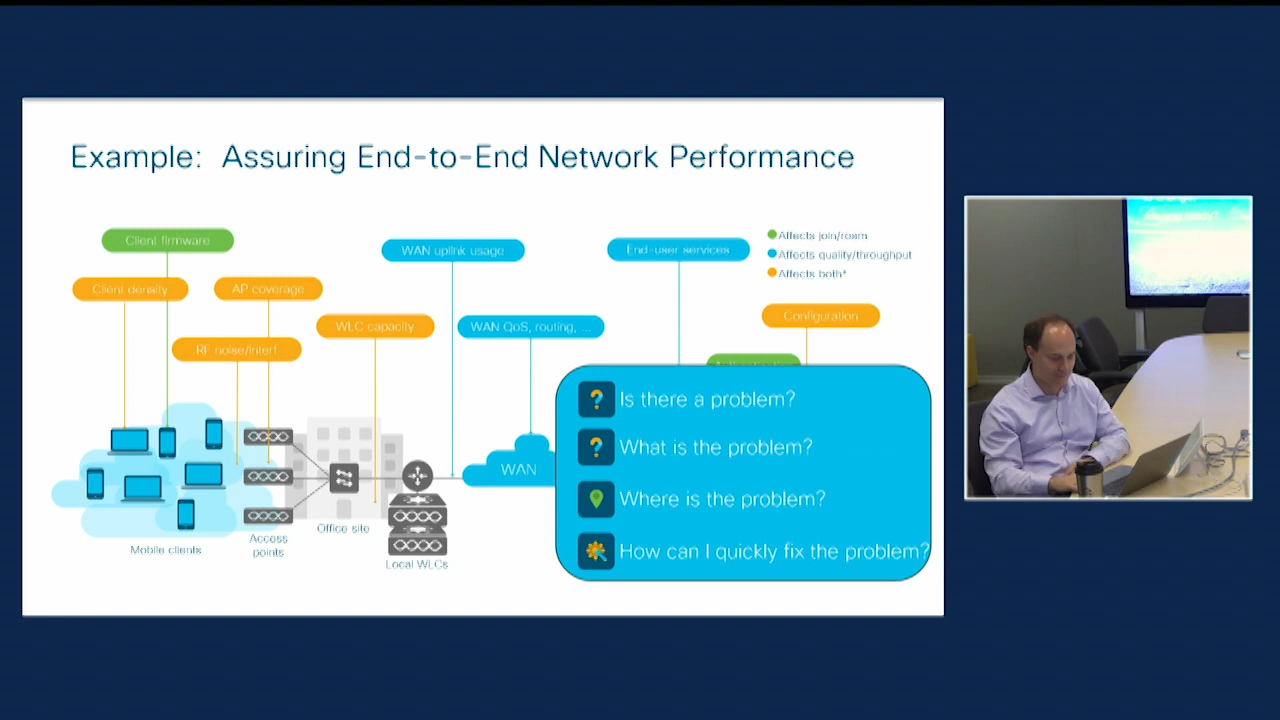 Example: Assuring End-to-End Network Performance
Client firmware
WAN uplink usage
End-user services
Affects join/roam
Affects quality/throughput
Affects both*
Client density
AP coverage
WLC capacity
WAN QoS, routing, ...
Configuration
RF noise/interf.
Is there a problem?
What is the problem?
WAN
Where is the problem?
How can I quickly fix the problem?
Office site
Mobile clients
Access
points
Local WLCs